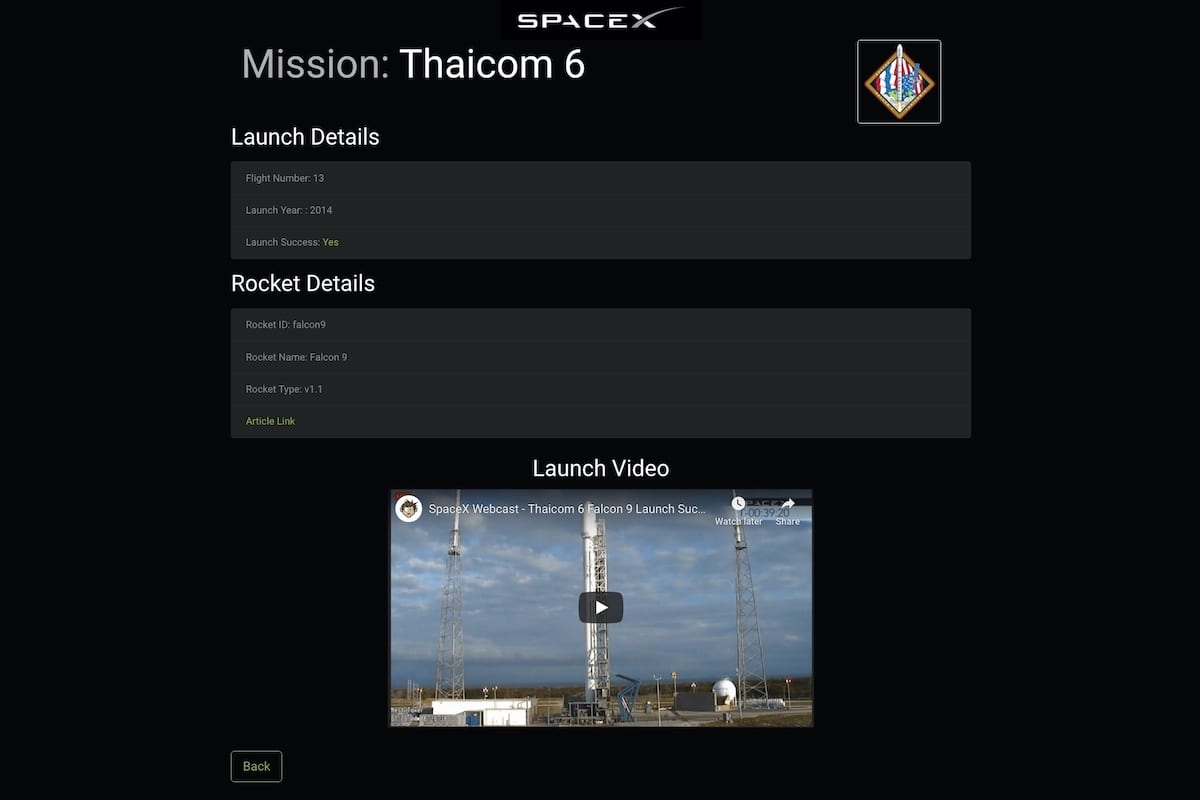 SPACEX
Mission: Thaicom 6
Launch Details
Flight Number: 13
Launch Year: : 2014
Launch Success: Yes
Rocket Details
Rocket ID: falcon9
Rocket Name: Falcon 9
Rocket Type: v1.1
Article Link
Launch Video
SpaceX Webcast - Thaicom 6 Falcon 9 Launch Suc...
SPACEX
-00:39:20
Watch later
Share
Back